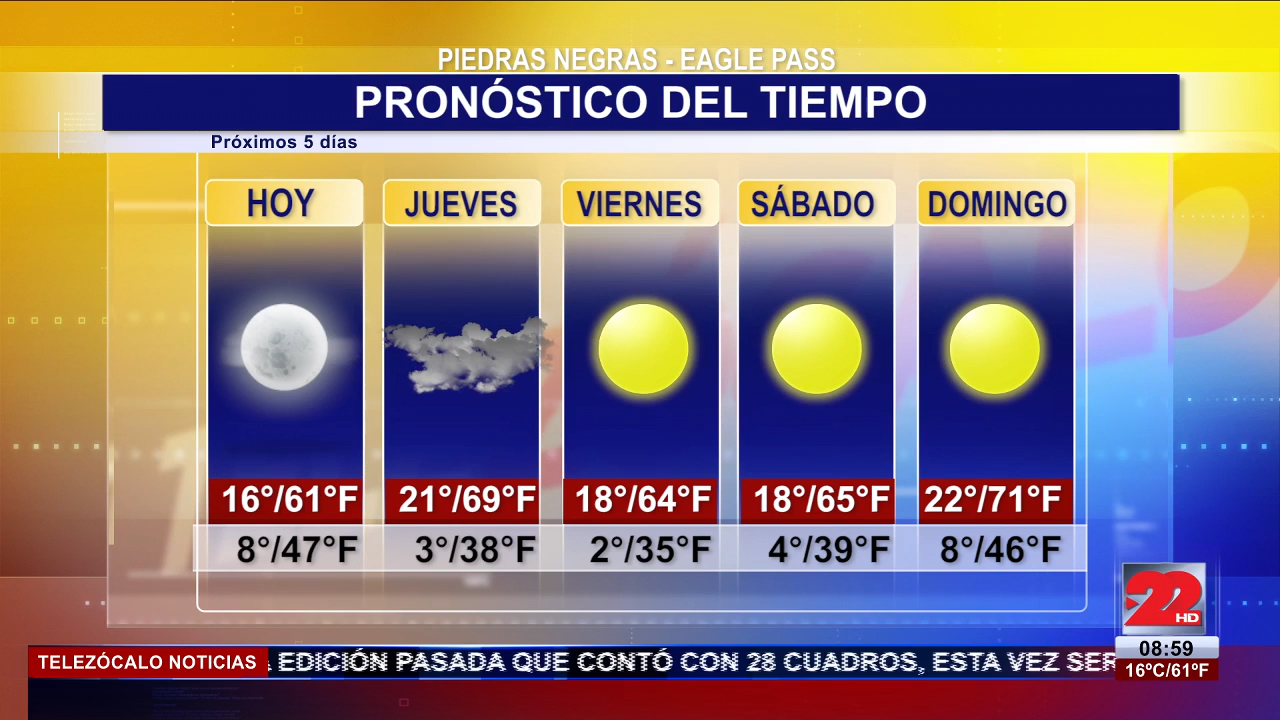 PIEDRAS NEGRAS - EAGLE PASS
PRONÓSTICO DEL TIEMPO
Próximos 5 días
HOY JUEVES VIERNES SÁBADO DOMINGO
16°/61°F 21°/69°F 18°/64°F 18°/65°F 22°/71°F
8°/47°F 3°/38°F 2°/35°F 4°/39°F 8°/46°F
22 HD
08:59
16ºC/61ºF
TELEZÓCALO NOTICIAS EDICIÓN PASADA QUE CONTÓ CON 28 CUADROS, ESTA VEZ SER